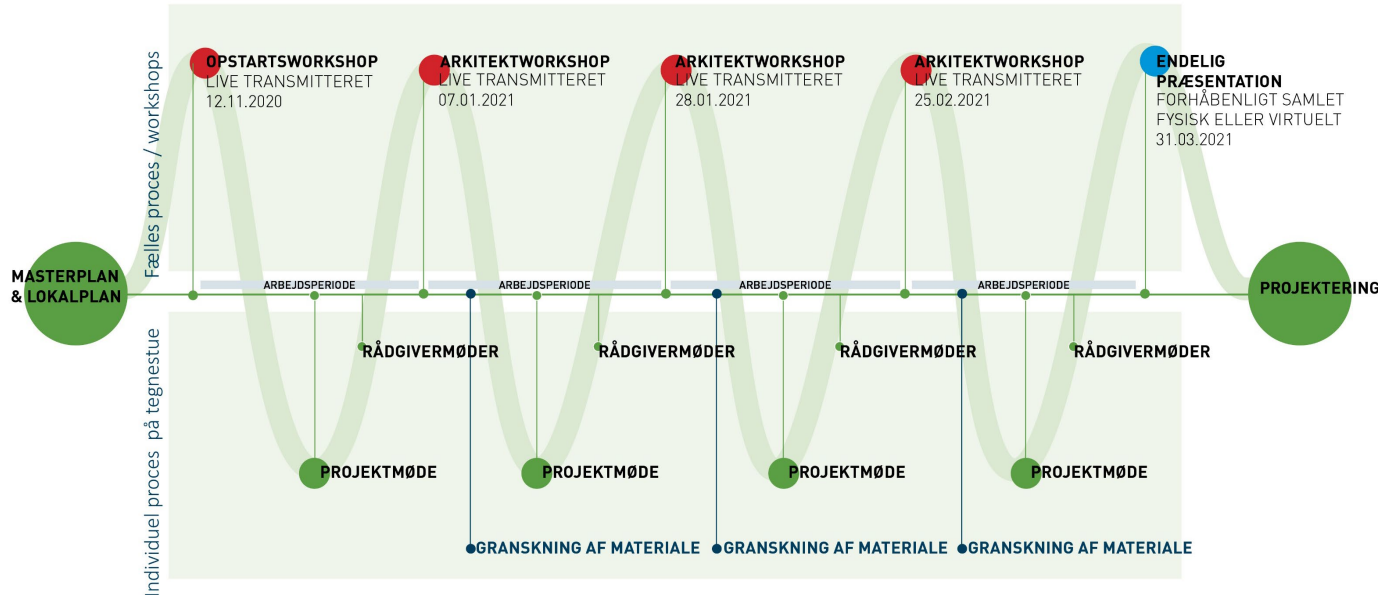 Fælles proces / workshops
OPSTARTSWORKSHOP
LIVE TRANSMITTERET
12.11.2020
ARKITEKTWORKSHOP
LIVE TRANSMITTERET
07.01.2021
ARKITEKTWORKSHOP
LIVE TRANSMITTERET
28.01.2021
ARKITEKTWORKSHOP
LIVE TRANSMITTERET
25.02.2021
ENDELIG
PRÆSENTATION
FORHÅBENLIGT SAMLET
FYSISK ELLER VIRTUELT
31.03.2021
MASTERPLAN
& LOKALPLAN
ARBEJDSPERIODE
ARBEJDSPERIODE
ARBEJDSPERIODE
ARBEJDSPERIODE
PROJEKTERING
Individuel proces på tegnestue
RÅDGIVERMØDER
RÅDGIVERMØDER
RÅDGIVERMØDER
RÅDGIVERMØDER
PROJEKTMØDE
PROJEKTMØDE
PROJEKTMØDE
PROJEKTMØDE
GRANSKNING AF MATERIALE
GRANSKNING AF MATERIALE
GRANSKNING AF MATERIALE